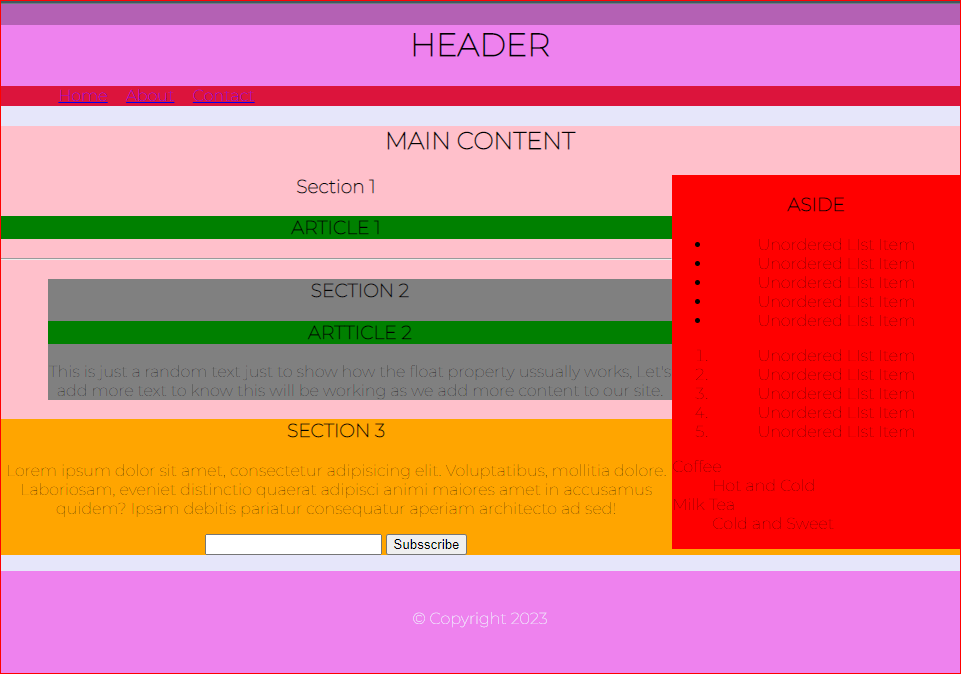 HEADER
Home About Contact
MAIN CONTENT
Section 1
ARTICLE 1
SECTION 2
ARTTICLE 2
This is just a random text just to show how the float property ussually works, Let's
add more text to know this will be working as we add more content to our site.
SECTION 3
Lorem ipsum dolor sit amet, consectetur adipisicing elit. Voluptatibus, mollitia dolore.
Laboriosam, eveniet distinctio quaerat adipisci animi maiores amet in accusamus
quidem? Ipsam debitis pariatur consequatur aperiam architecto ad sed!
Subsscribe
ASIDE
Unordered LIst Item
Unordered LIst Item
Unordered LIst Item
Unordered LIst Item
Unordered LIst Item
1. Unordered LIst Item
2. Unordered LIst Item
3. Unordered LIst Item
4. Unordered LIst Item
5. Unordered LIst Item
Coffee
Hot and Cold
Milk Tea
Cold and Sweet
© Copyright 2023